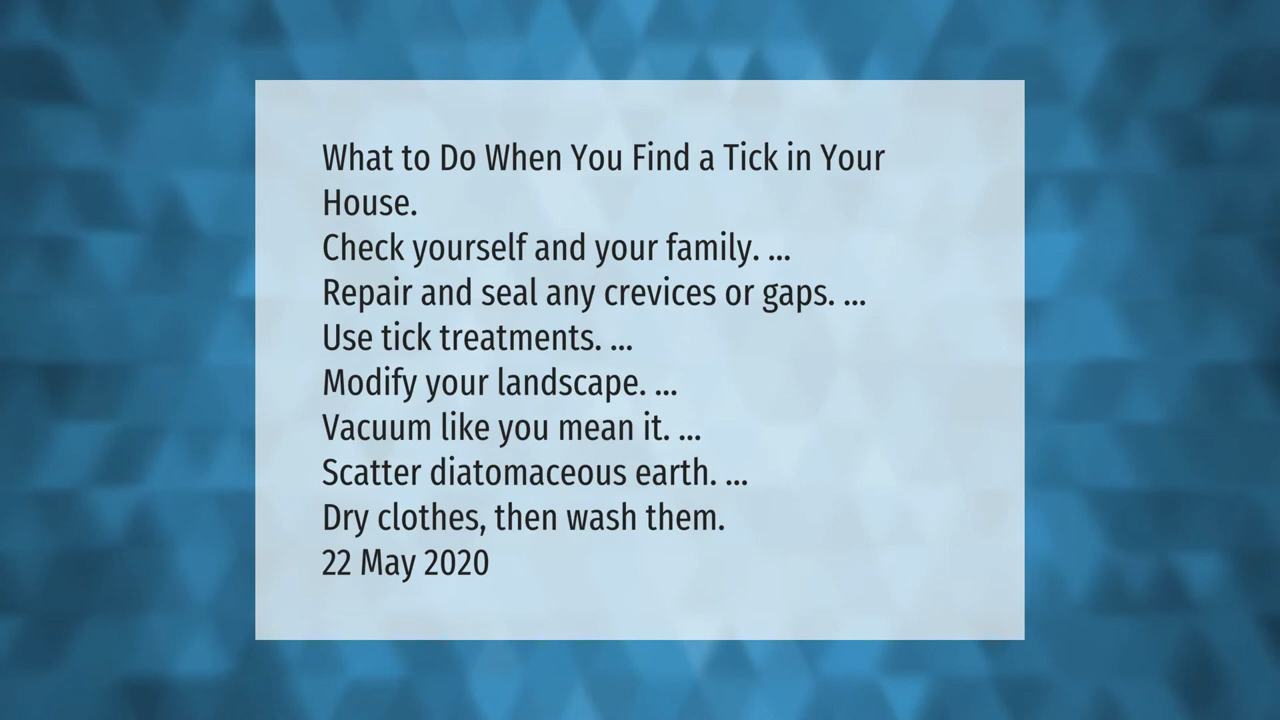 What to Do When You Find a Tick in Your
House.
Check yourself and your family. ...
Repair and seal any crevices or gaps. ...
Use tick treatments. ...
Modify your landscape. ...
Vacuum like you mean it. ...
Scatter diatomaceous earth. ...
Dry clothes, then wash them.
22 May 2020